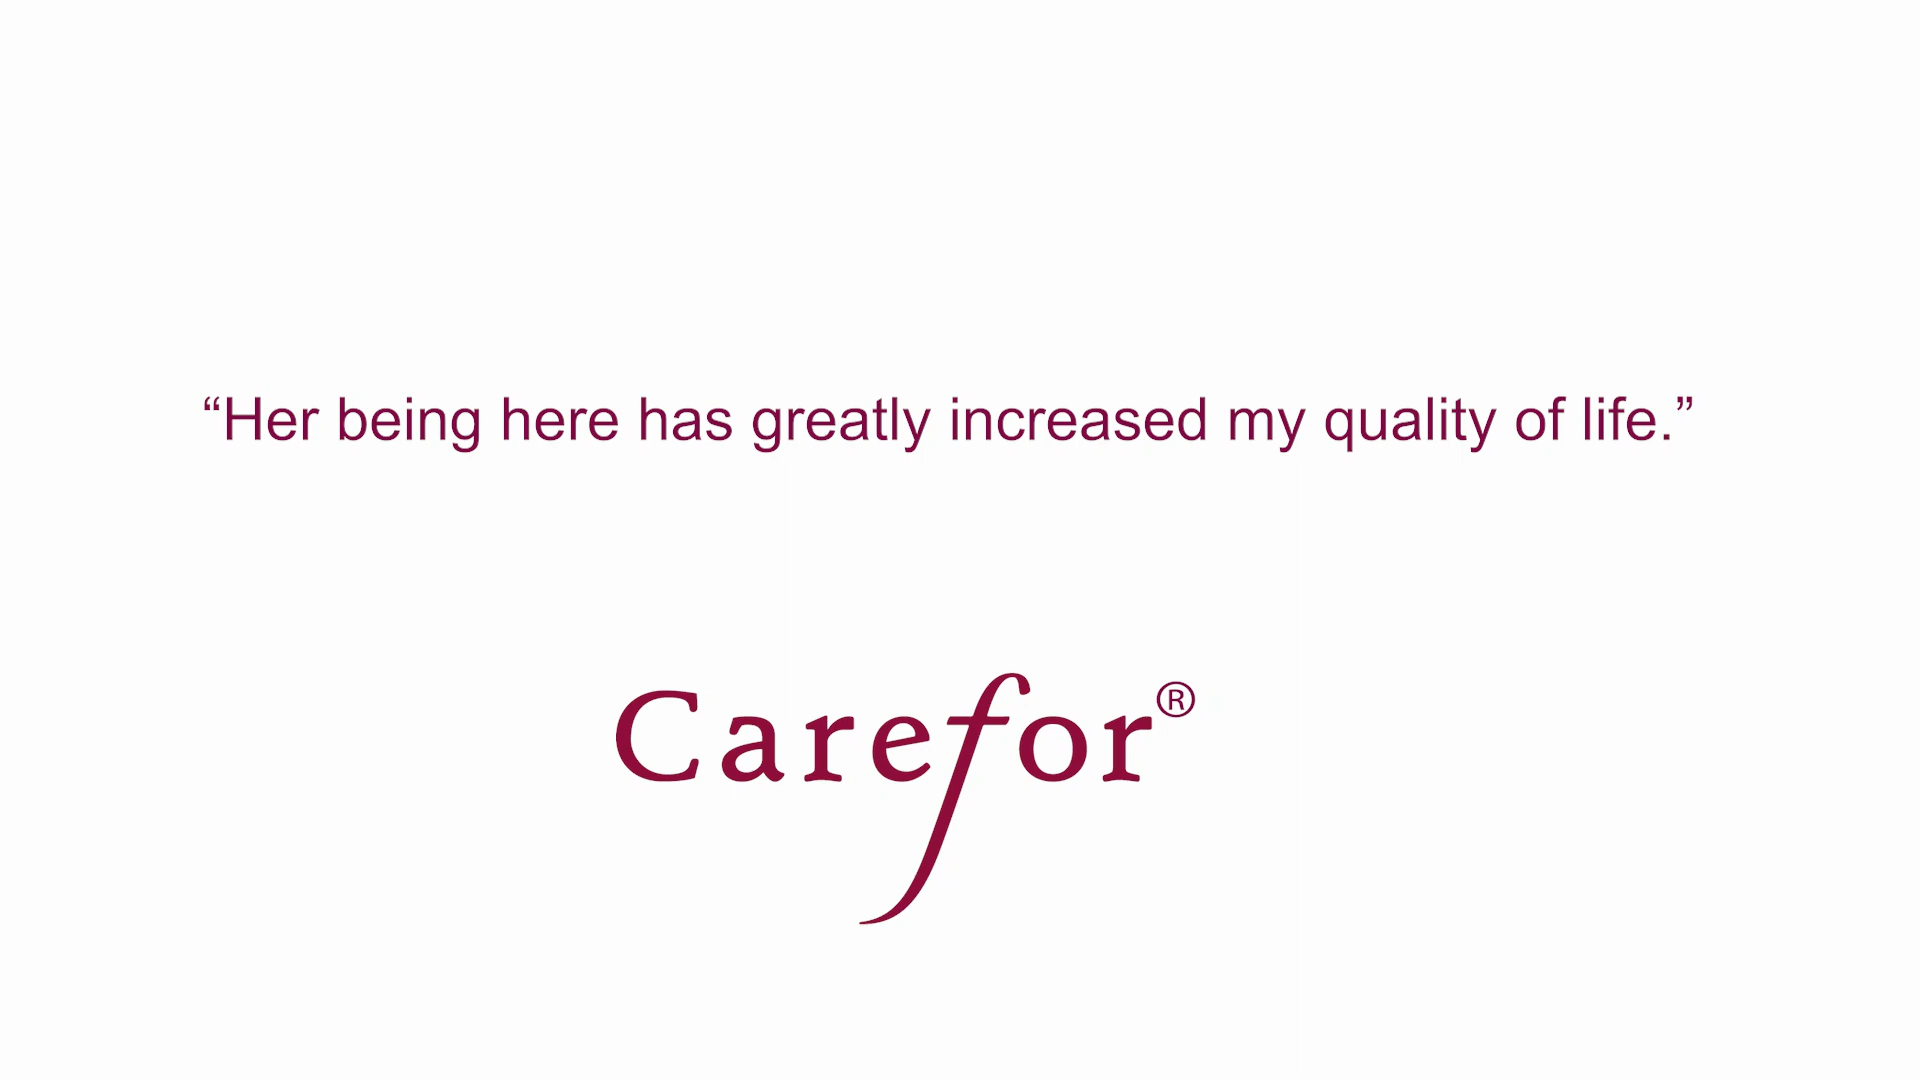 “Her being here has greatly increased my quality of life.”
Carefor®